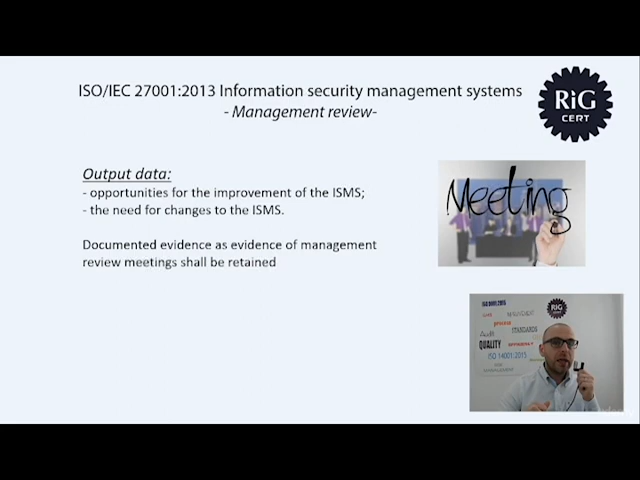 ISO/IEC 27001:2013 Information security management systems
- Management review-
RiG
CERT
Output data:
- opportunities for the improvement of the ISMS;
- the need for changes to the ISMS.
Documented evidence as evidence of management
review meetings shall be retained
Meeting
ISO 9001:2015
RiG
process
STANDARDS
Audit
QUALITY
ISO 14001:2015